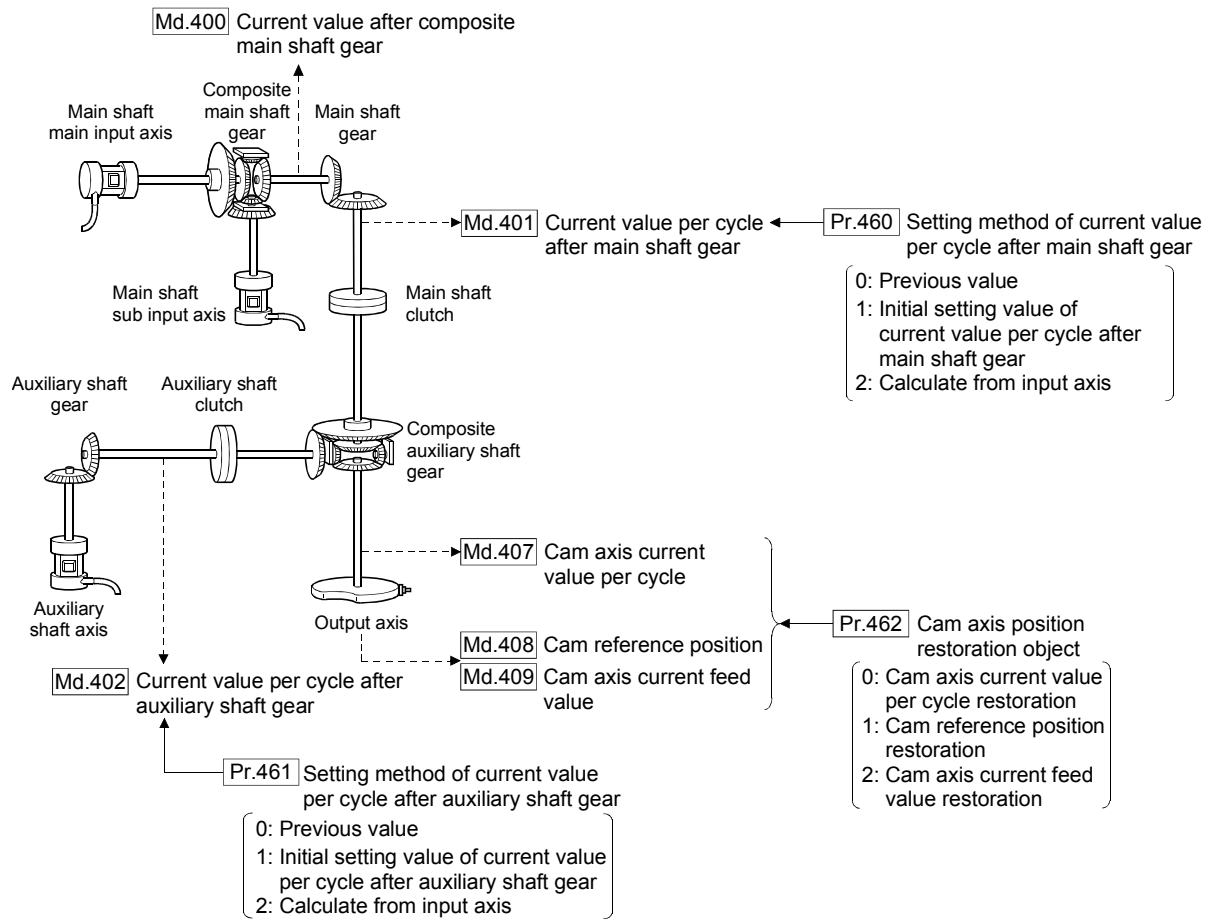 Md.400 Current value after composite
main shaft gear
Composite
main shaft
gear
Main shaft
main input axis
Main shaft
gear
Md.401 Current value per cycle
after main shaft gear
Pr.460 Setting method of current value
per cycle after main shaft gear
0: Previous value
1: Initial setting value of
current value per cycle after
main shaft gear
2: Calculate from input axis
Main shaft
sub input axis
Main shaft
clutch
Auxiliary shaft
gear
Auxiliary shaft
clutch
Composite
auxiliary shaft
gear
Auxiliary
shaft axis
Md.407 Cam axis current
value per cycle
Output axis
Md.408 Cam reference position
Md.409 Cam axis current feed
value
Pr.462 Cam axis position
restoration object
0: Cam axis current value
per cycle restoration
1: Cam reference position
restoration
2: Cam axis current feed
value restoration
Md.402 Current value per cycle after
auxiliary shaft gear
Pr.461 Setting method of current value
per cycle after auxiliary shaft gear
0: Previous value
1: Initial setting value of current value
per cycle after auxiliary shaft gear
2: Calculate from input axis